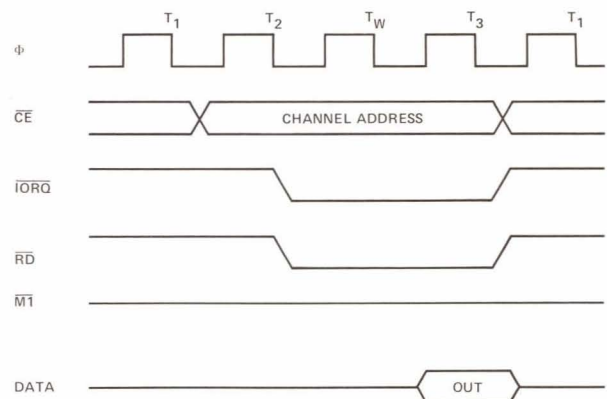 T1 T2 TW T3 T1
Φ
CE CHANNEL ADDRESS
IORQ
RD
M1
DATA OUT